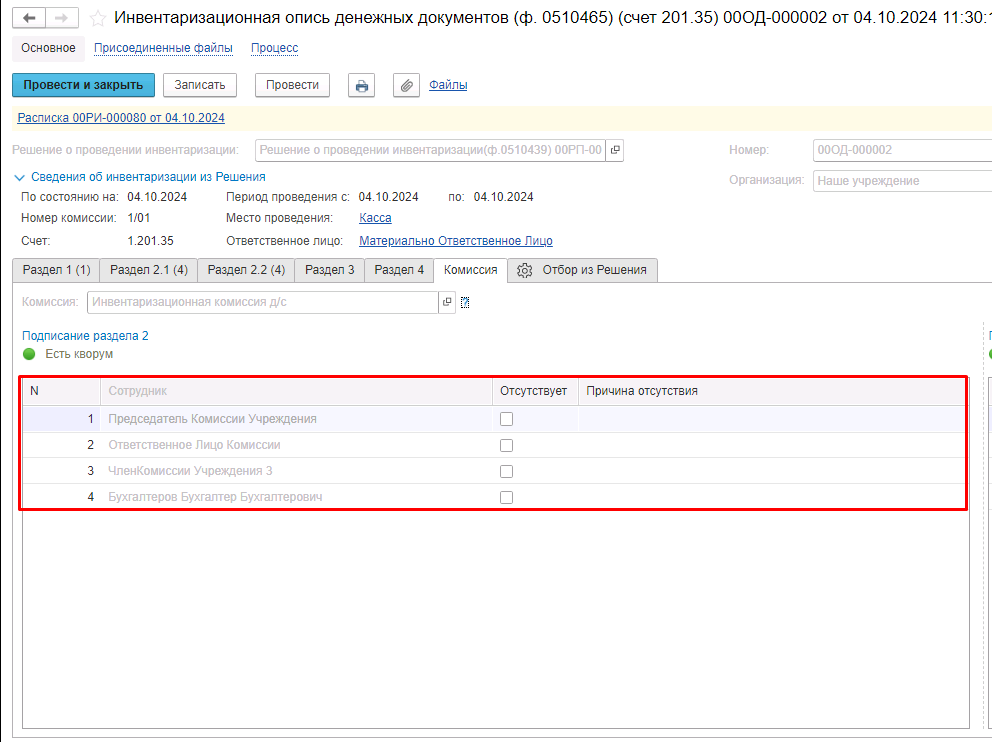 Инвентаризационная опись денежных документов (ф. 0510465) (счет 201.35) 00ОД-000002 от 04.10.2024 11:30:
Основное Присоединенные файлы Процесс
Провести и закрыть Записать Провести Файлы
Расписка 00РИ-000080 от 04.10.2024
Решение о проведении инвентаризации: Решение о проведении инвентаризации(ф.0510439) 00РП-00 Номер: 00ОД-000002
Сведения об инвентаризации из Решения Организация: Наше учреждение
По состоянию на: 04.10.2024 Период проведения с: 04.10.2024 по: 04.10.2024
Номер комиссии: 1/01 Место проведения: Касса
Счет: 1.201.35 Ответственное лицо: Материально Ответственное Лицо
Раздел 1 (1) Раздел 2.1 (4) Раздел 2.2 (4) Раздел 3 Раздел 4 Комиссия Отбор из Решения
Комиссия: Инвентаризационная комиссия д/с ?
Подписание раздела 2
Есть кворум
N Сотрудник Отсутствует Причина отсутствия
1 Председатель Комиссии Учреждения
2 Ответственное Лицо Комиссии
3 ЧленКомиссии Учреждения 3
4 Бухгалтеров Бухгалтер Бухгалтерович